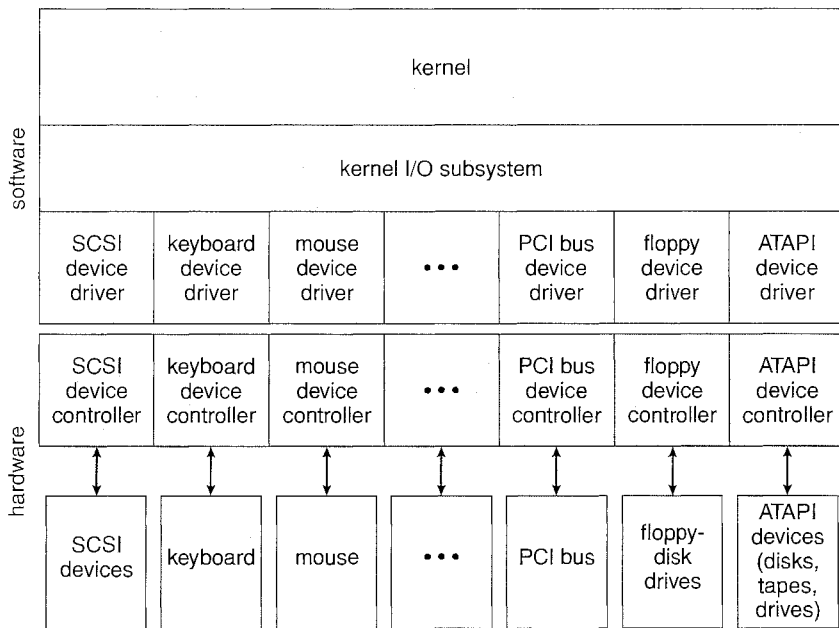 software
kernel
kernel I/O subsystem
SCSI
device
driver
keyboard
device
driver
mouse
device
driver
•••
PCI bus
device
driver
floppy
device
driver
ATAPI
device
driver
hardware
SCSI
device
controller
keyboard
device
controller
mouse
device
controller
•••
PCI bus
device
controller
floppy
device
controller
ATAPI
device
controller
SCSI
devices
keyboard
mouse
•••
PCI bus
floppy-
disk
drives
ATAPI
devices
(disks,
tapes,
drives)